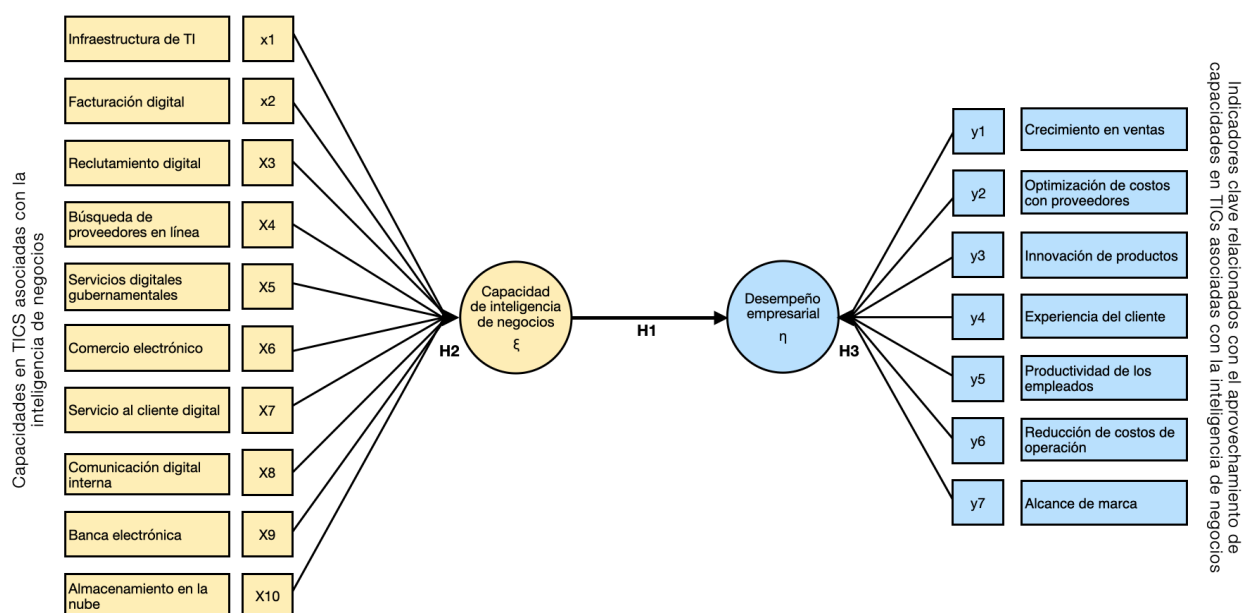 Capacidades en TICS asociadas con la
inteligencia de negocios
Infraestructura de TI
x1
Facturación digital
x2
Reclutamiento digital
X3
Búsqueda de
proveedores en línea
X4
Servicios digitales
gubernamentales
X5
Comercio electrónico
X6
Servicio al cliente digital
X7
Comunicación digital
interna
X8
Banca electrónica
X9
Almacenamiento en la
nube
X10
H2
Capacidad
de inteligencia
de negocios
ξ
H1
Desempeño
empresarial
η
H3
y1
Crecimiento en ventas
y2
Optimización de costos
con proveedores
y3
Innovación de productos
y4
Experiencia del cliente
y5
Productividad de los
empleados
y6
Reducción de costos de
operación
y7
Alcance de marca
Indicadores clave relacionados con el aprovechamiento de
capacidades en TICs asociadas con la inteligencia de negocios